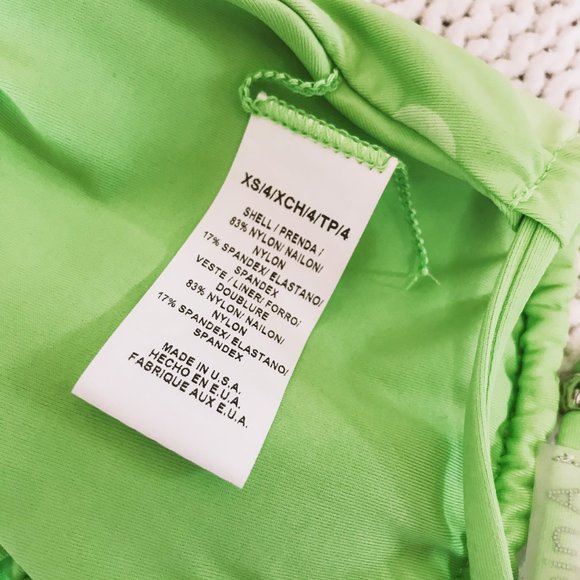 XS/4/XCH/4/TP/4
SHELL / PRENDA /
83% NYLON/ NAILON/
NYLON
17% SPANDEX/ ELASTANO/
SPANDEX
VESTE / LINER/ FORRO/
DOUBLURE
83% NYLON/ NAILON/
NYLON
17% SPANDEX/ ELASTANO/
SPANDEX
MADE IN U.S.A.
HECHO EN E.U.A.
FABRIQUE AUX E.U.A.